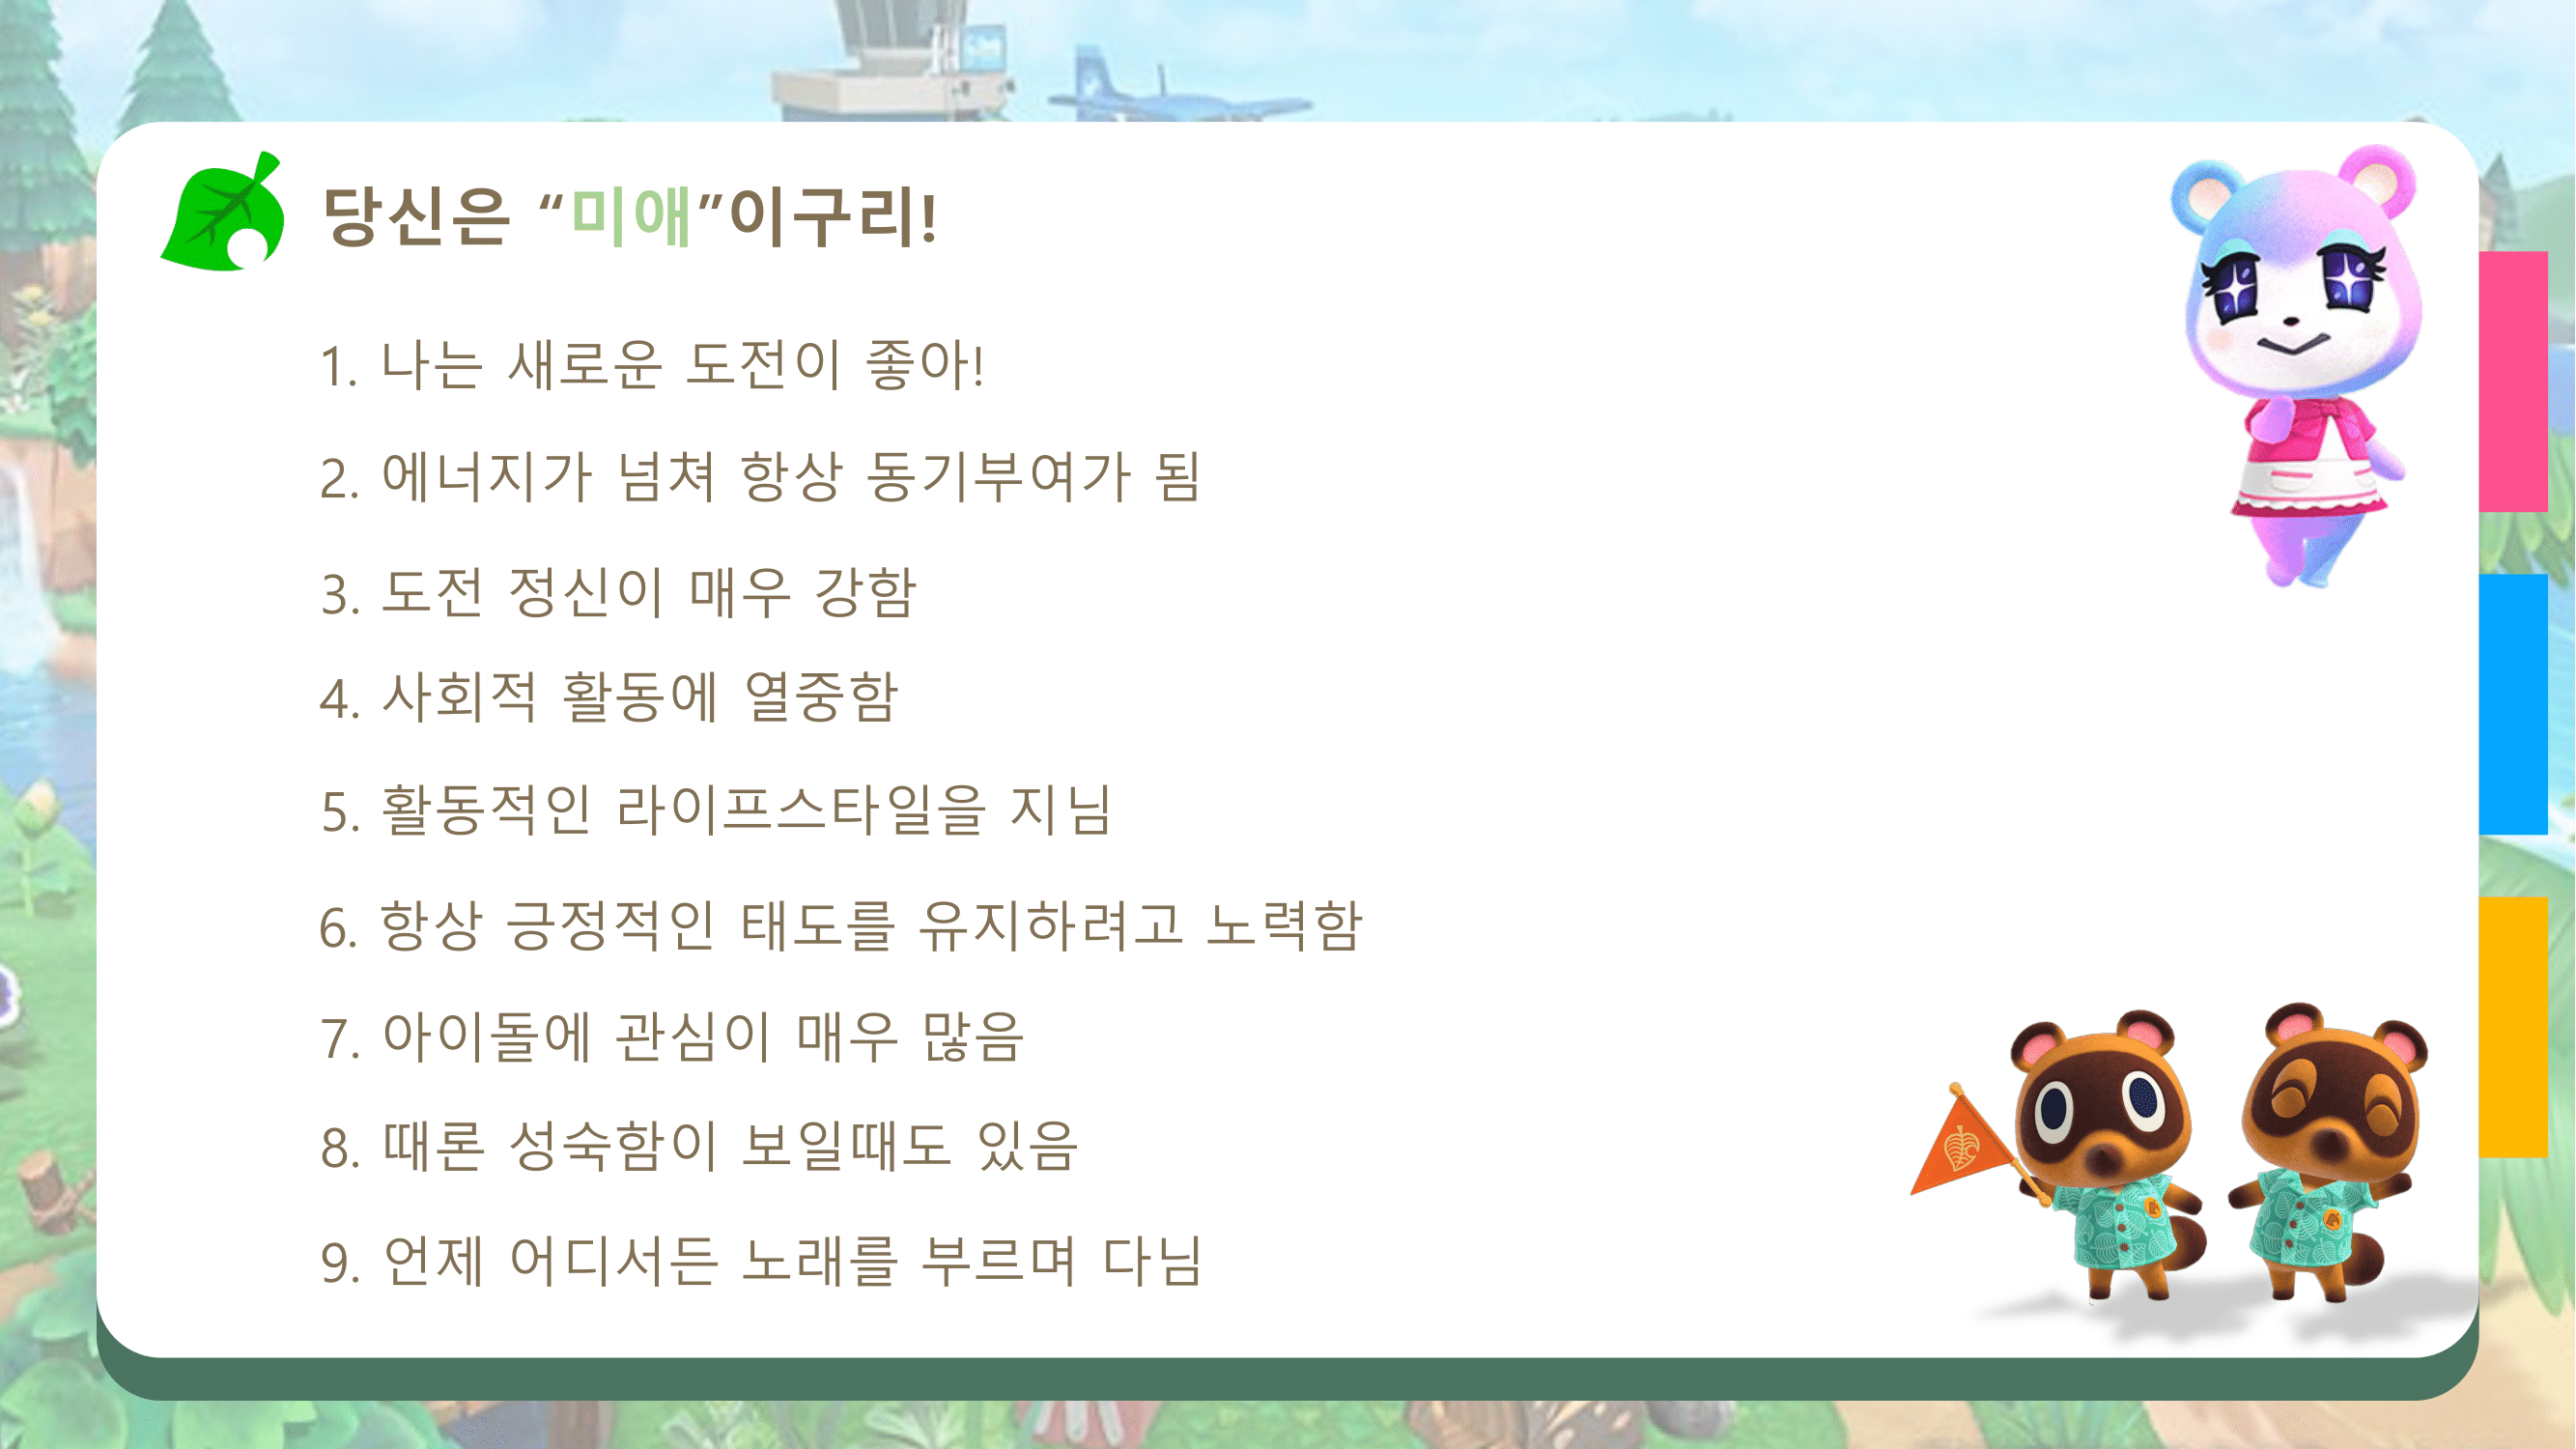 당신은 “미애”이구리!
1. 나는 새로운 도전이 좋아!
2. 에너지가 넘쳐 항상 동기부여가 됨
3. 도전 정신이 매우 강함
4. 사회적 활동에 열중함
5. 활동적인 라이프스타일을 지님
6. 항상 긍정적인 태도를 유지하려고 노력함
7. 아이돌에 관심이 매우 많음
8. 때론 성숙함이 보일때도 있음
9. 언제 어디서든 노래를 부르며 다님